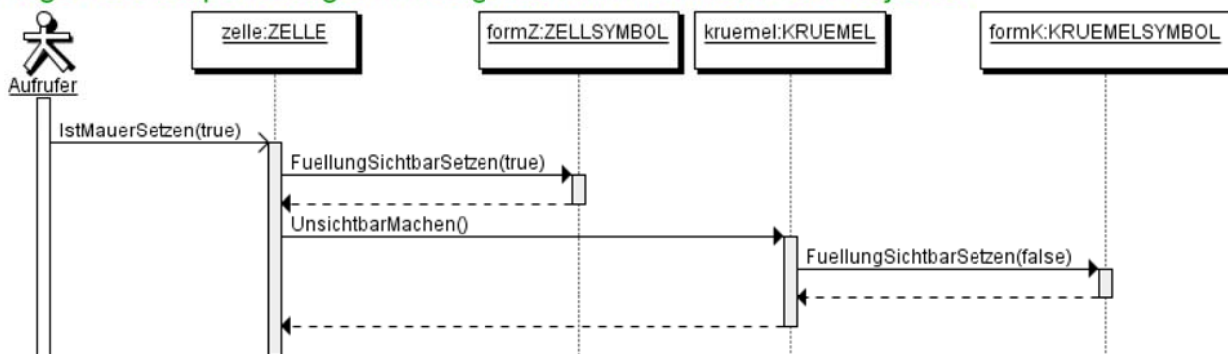 zelle:ZELLE
formZ:ZELLSYMBOL
kruemel:KRUEMEL
formK:KRUEMELSYMBOL
Aufrufer
IstMauerSetzen(true)
FuellungSichtbarSetzen(true)
UnsichtbarMachen()
FuellungSichtbarSetzen(false)